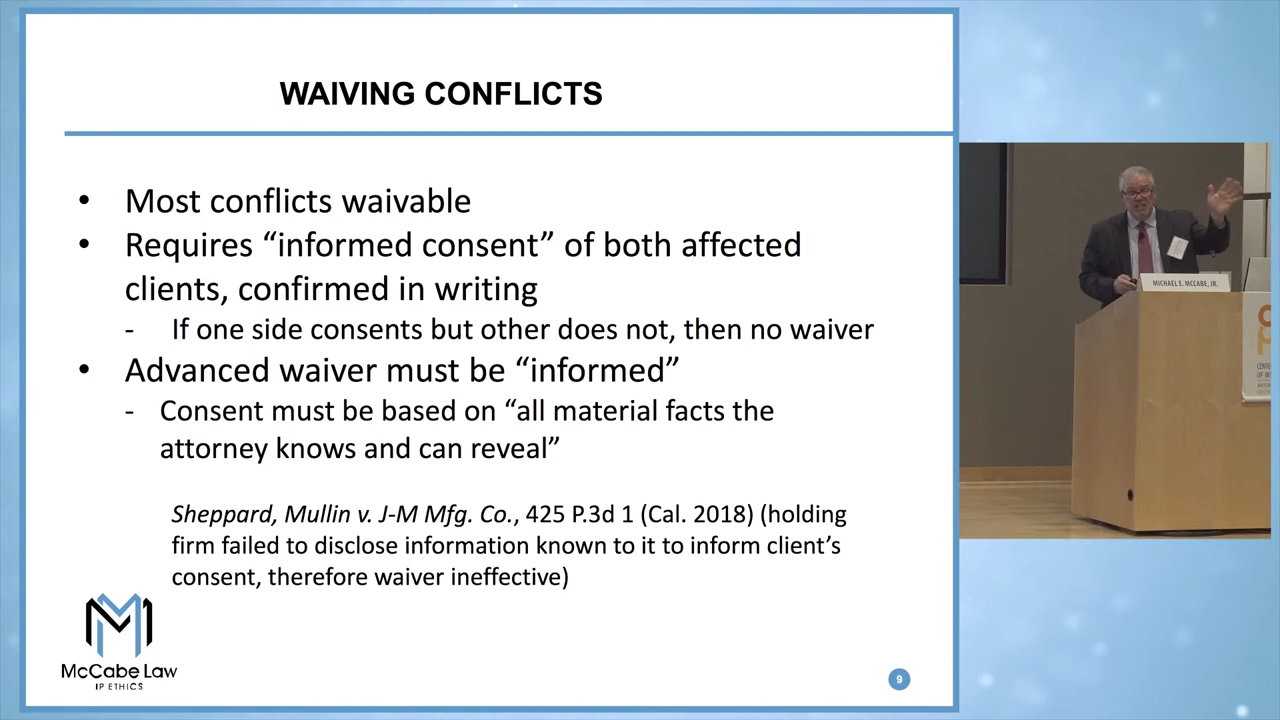 WAIVING CONFLICTS
• Most conflicts waivable
• Requires “informed consent” of both affected
clients, confirmed in writing
- If one side consents but other does not, then no waiver
• Advanced waiver must be “informed”
- Consent must be based on “all material facts the
attorney knows and can reveal”
Sheppard, Mullin v. J-M Mfg. Co., 425 P.3d 1 (Cal. 2018) (holding
firm failed to disclose information known to it to inform client’s
consent, therefore waiver ineffective)
McCabe Law
IP ETHICS
9
MICHAEL E. MCCABE, JR.